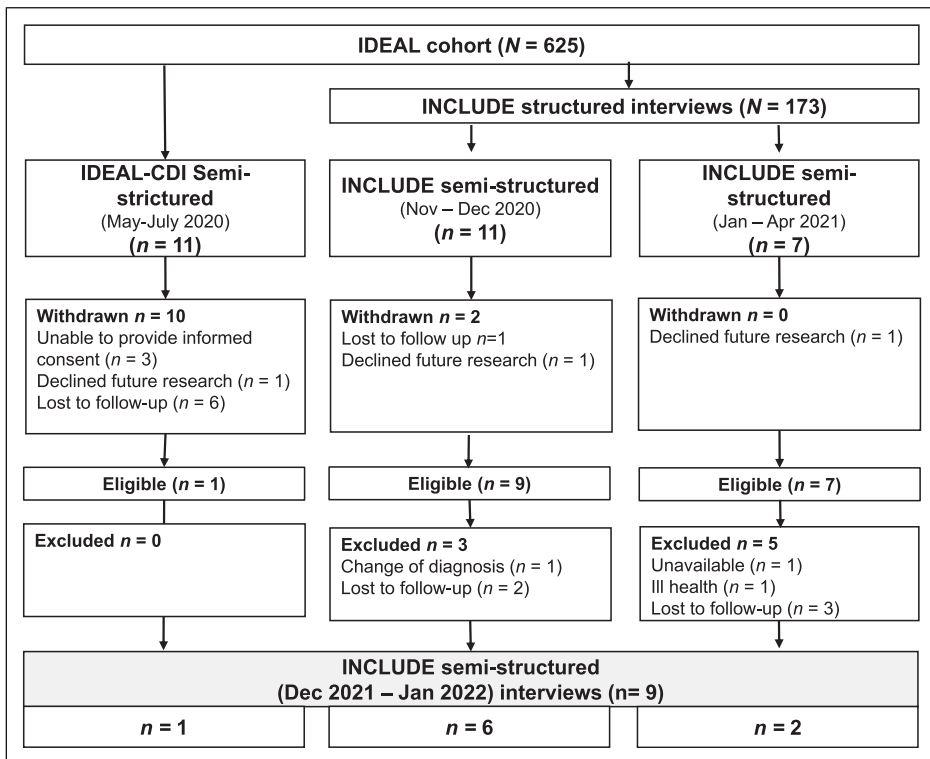 IDEAL cohort (N = 625)
INCLUDE structured interviews (N = 173)
IDEAL-CDI Semi-
strictured
(May-July 2020)
(n = 11)
INCLUDE semi-structured
(Nov – Dec 2020)
(n = 11)
INCLUDE semi-
structured
(Jan – Apr 2021)
(n = 7)
Withdrawn n = 10
Unable to provide informed
consent (n = 3)
Declined future research (n = 1)
Lost to follow-up (n = 6)
Withdrawn n = 2
Lost to follow up n=1
Declined future research (n = 1)
Withdrawn n = 0
Declined future research (n = 1)
Eligible (n = 1)
Eligible (n = 9)
Eligible (n = 7)
Excluded n = 0
Excluded n = 3
Change of diagnosis (n = 1)
Lost to follow-up (n = 2)
Excluded n = 5
Unavailable (n = 1)
Ill health (n = 1)
Lost to follow-up (n = 3)
INCLUDE semi-structured
(Dec 2021 – Jan 2022) interviews (n= 9)
n = 1
n = 6
n = 2